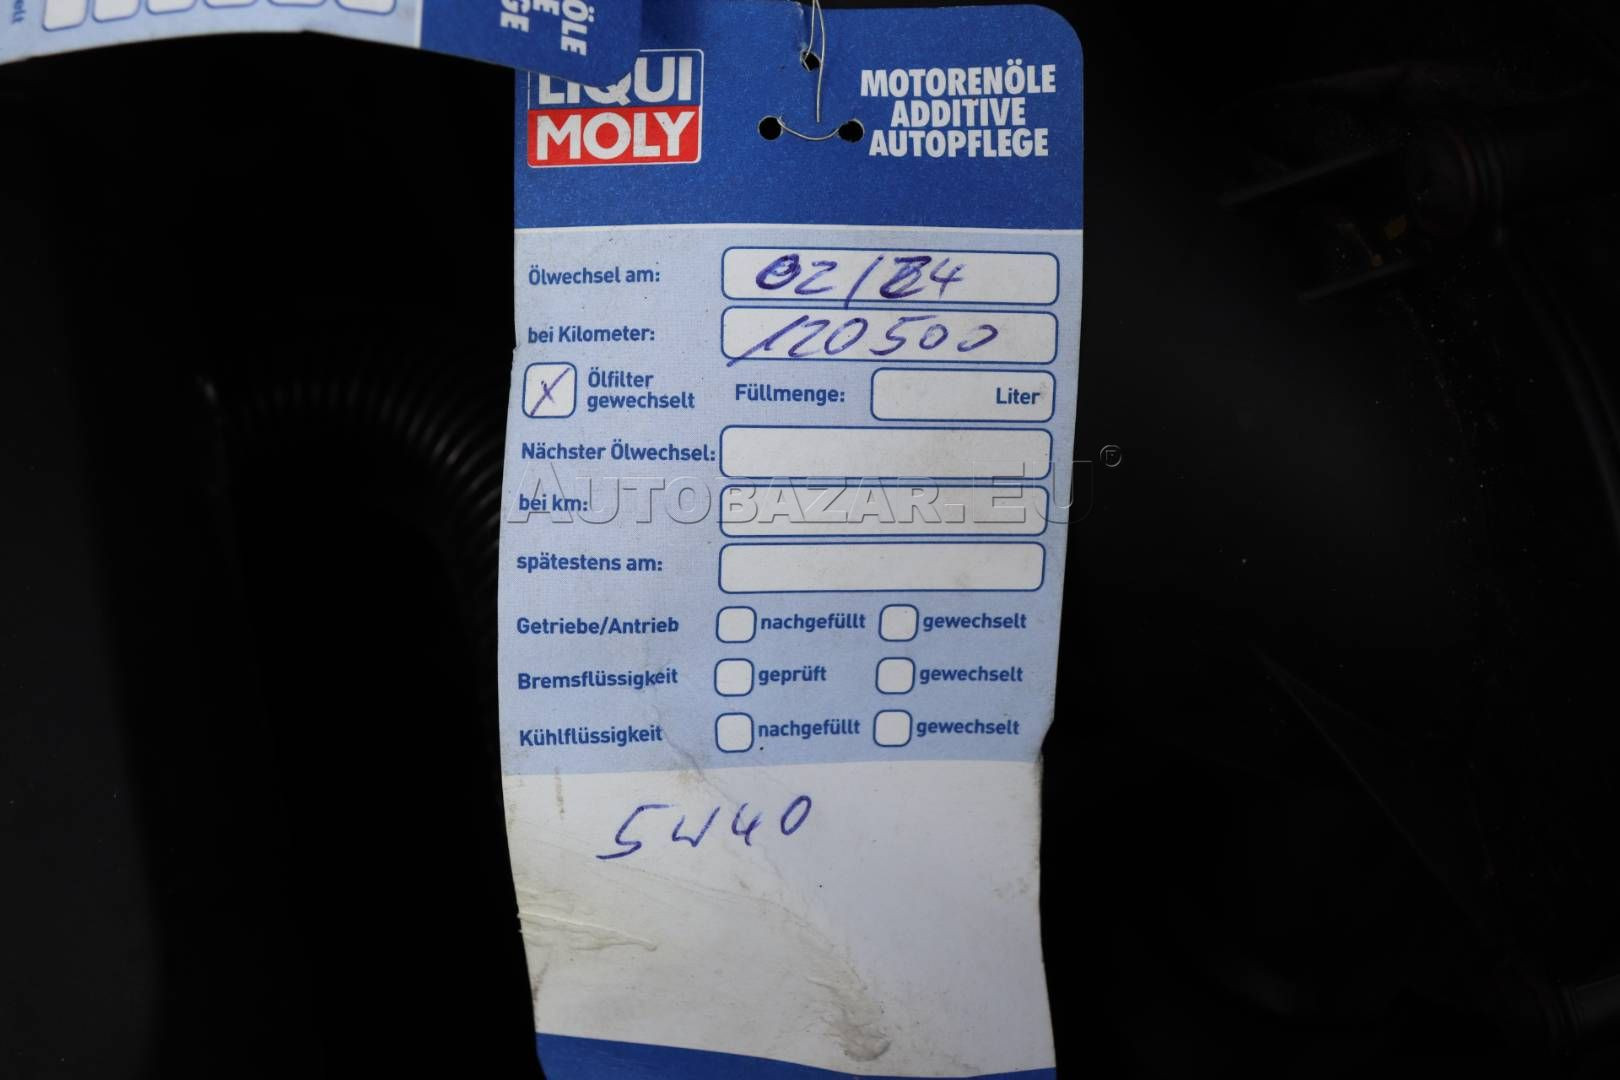 ÖLE
LIQUI
MOLY
MOTORENÖLE
ADDITIVE
AUTOPFLEGE
Ölwechsel am: 02/24
bei Kilometer: 120500
X Ölfilter
gewechselt
Füllmenge: Liter
Nächster Ölwechsel:
AUTOBAZAR.EU®
bei km:
spätestens am:
Getriebe/Antrieb nachgefüllt gewechselt
Bremsflüssigkeit geprüft gewechselt
Kühlflüssigkeit nachgefüllt gewechselt
5W40